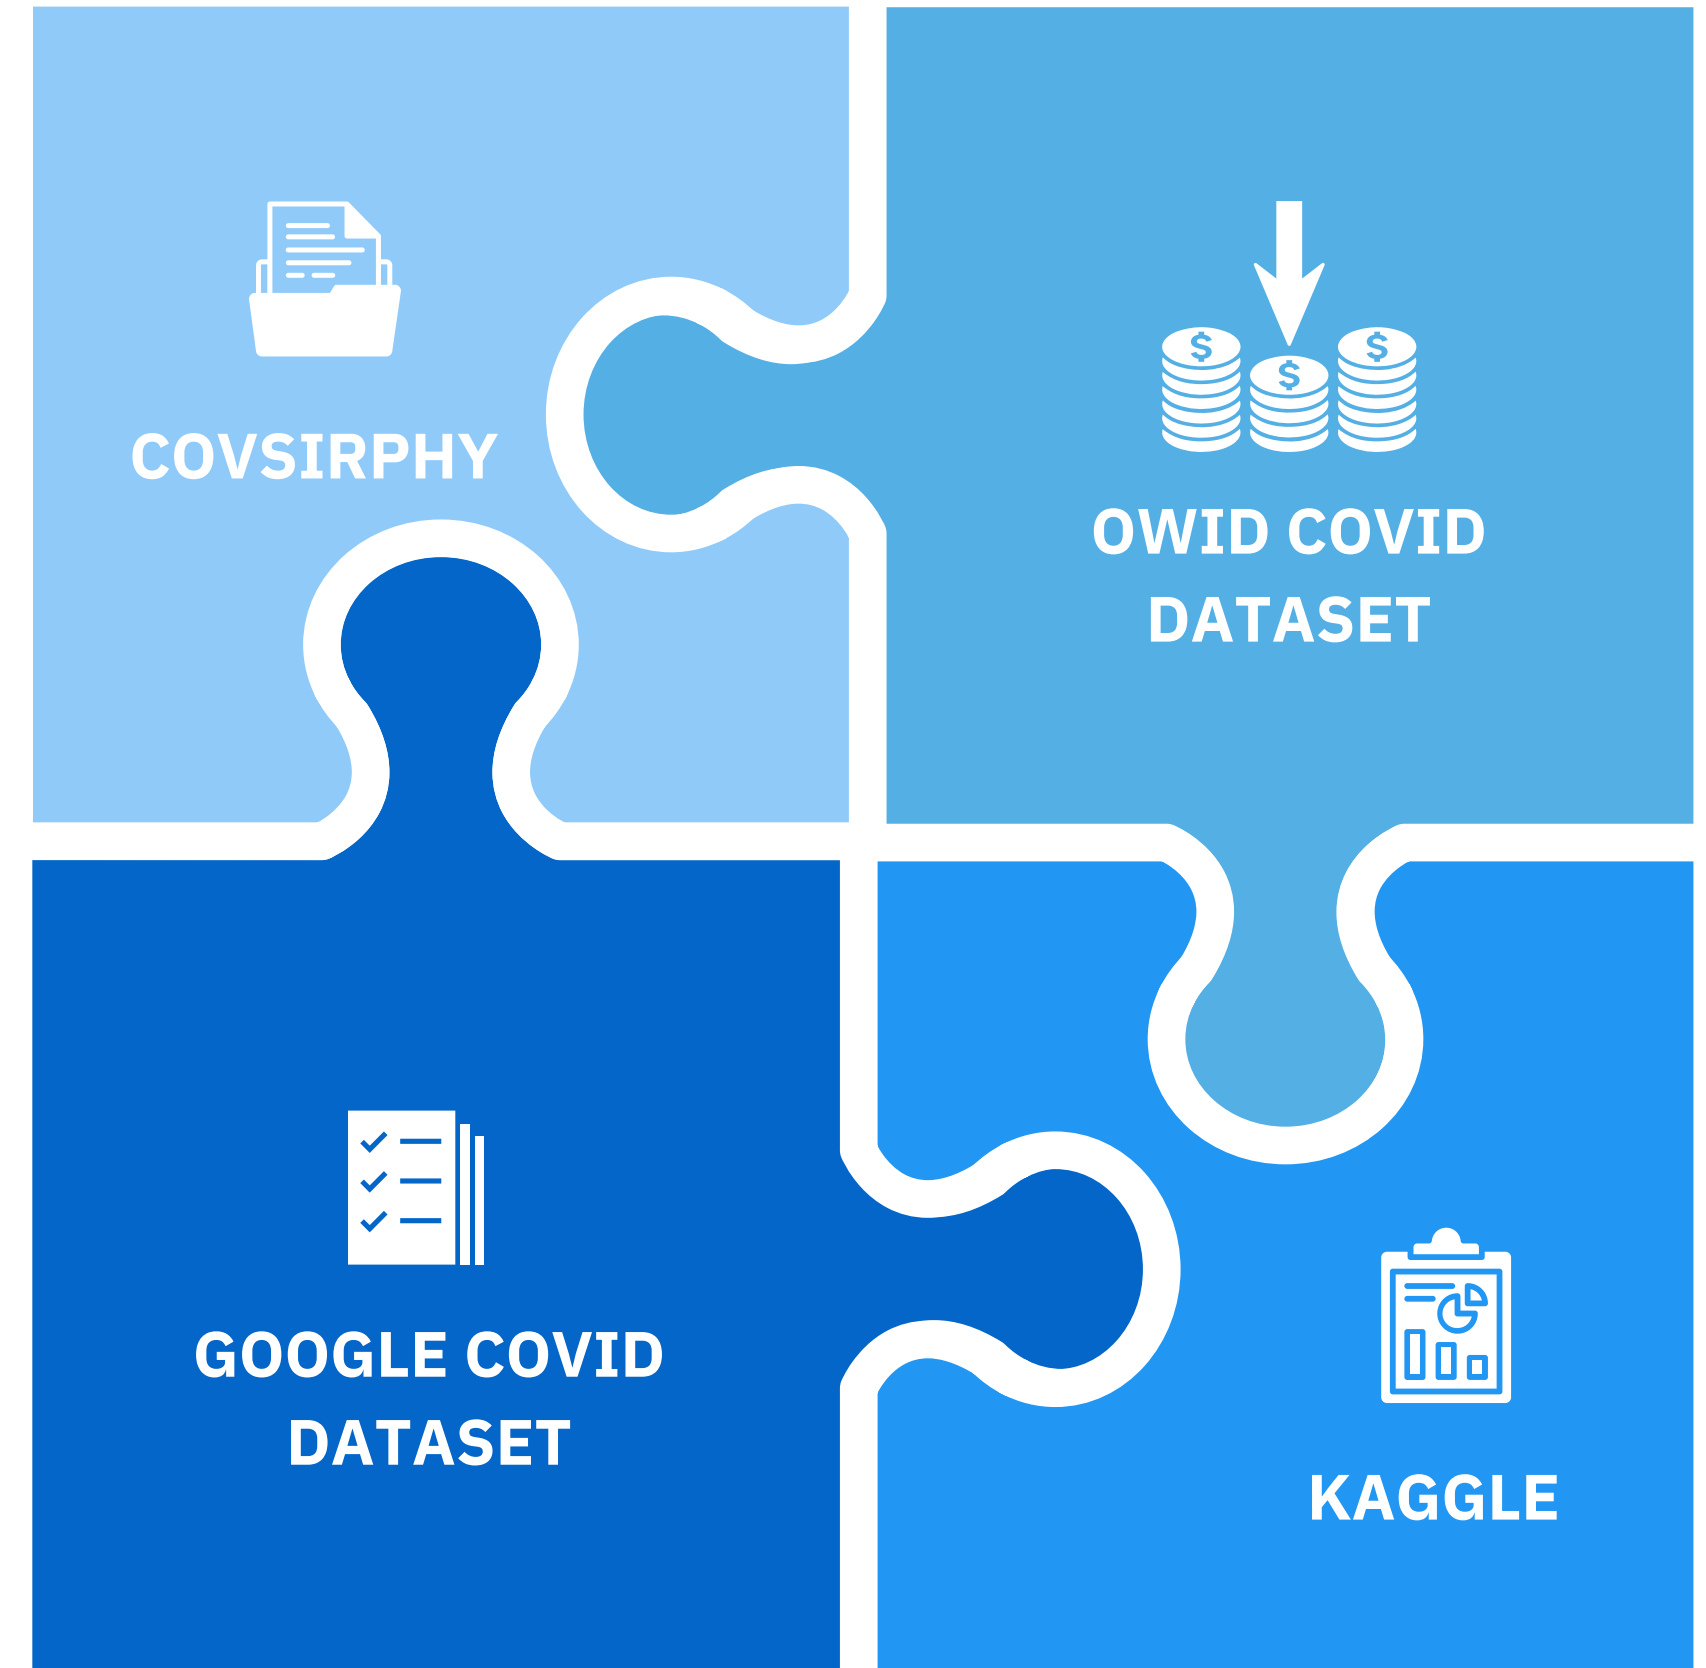 COVSIRPHY
$ $ $
OWID COVID
DATASET
GOOGLE COVID
DATASET
KAGGLE